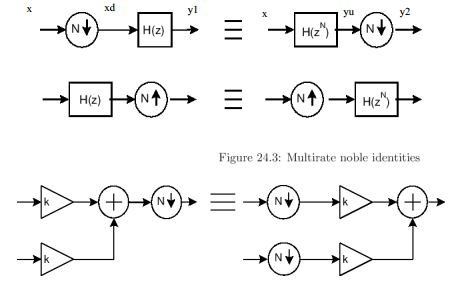 x xd y1 x yu y2
N↓ H(z) ≡ H(z^N) N↓
H(z) N↑ ≡ N↑ H(z^N)
Figure 24.3: Multirate noble identities
k + N↓ ≡ N↓ k +
k N↓ k